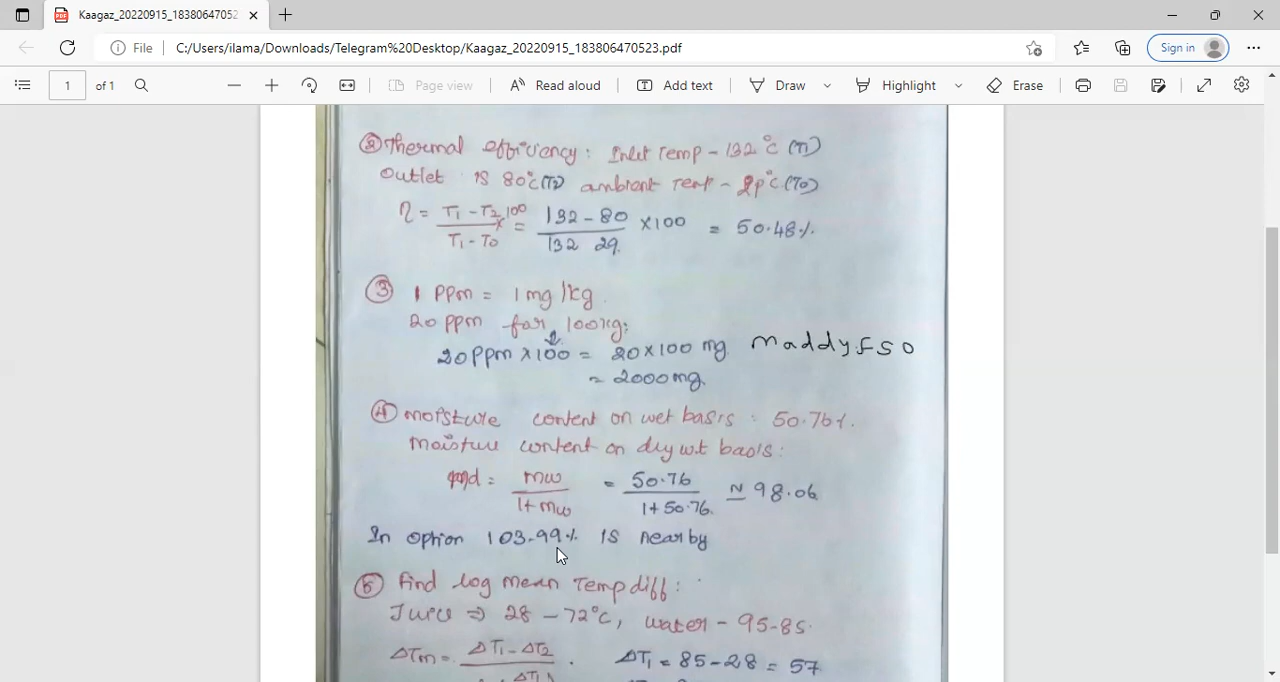 Kaagaz_20220915_18380647052
File C:/Users/ilama/Downloads/Telegram%20Desktop/Kaagaz_20220915_183806470523.pdf Sign in
1 of 1 Page view Read aloud Add text Draw Highlight Erase
② Thermal efficiency: Inlet Temp - 132°C (T1)
Outlet is 80°C (T2) ambient Temp - 29°C (T0)
η = T1 - T2 / T1 - T0 × 100 = 132 - 80 / 132 29 × 100 = 50.48%
③ 1 PPm = 1 mg/kg.
20 ppm for 100kg:
20 PPm × 100 = 20 × 100 mg. maddy FSO
= 2000 mg.
④ Moisture content on wet basis : 50.76%.
Moisture content on dry wt basis:
md = mw / 1 + mw = 50.76 / 1 + 50.76. ≃ 98.06
In option 103.99% is near by
⑤ Find log mean Temp diff:
Juice ⇒ 28 - 72°C, water - 95-85.
ΔTm = ΔT1 - ΔT2 ΔT1 = 85 - 28 = 57